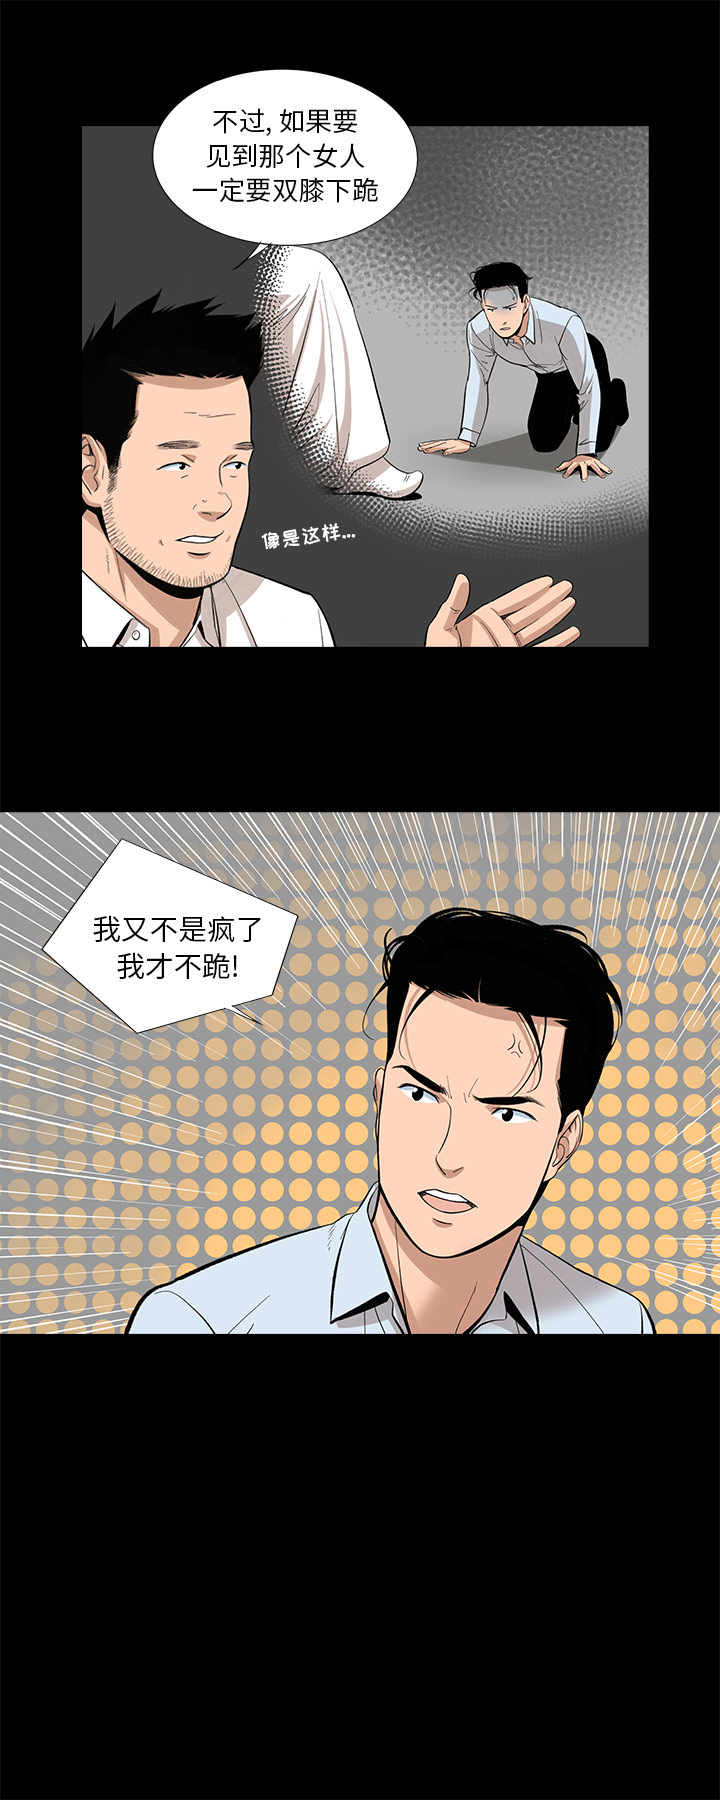 不过, 如果要
见到那个女人
一定要双膝下跪
像是这样...
我又不是疯了
我才不跪!